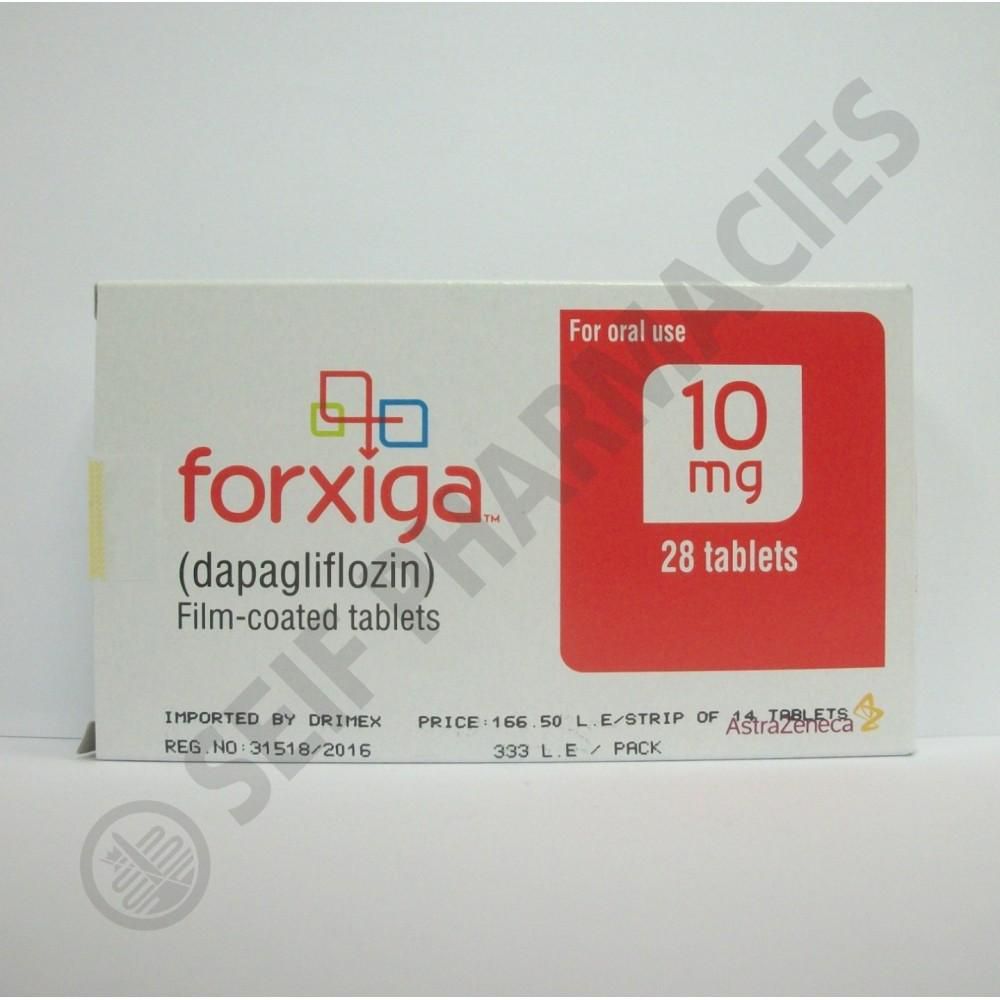 For oral use
10
mg
28 tablets
forxiga™
(dapagliflozin)
Film-coated tablets
IMPORTED BY DRIMEX PRICE:166.50 L.E/STRIP OF 14 TABLETS
AstraZeneca
REG.NO:31518/2016 333 L.E / PACK
SEIF PHARMACIES